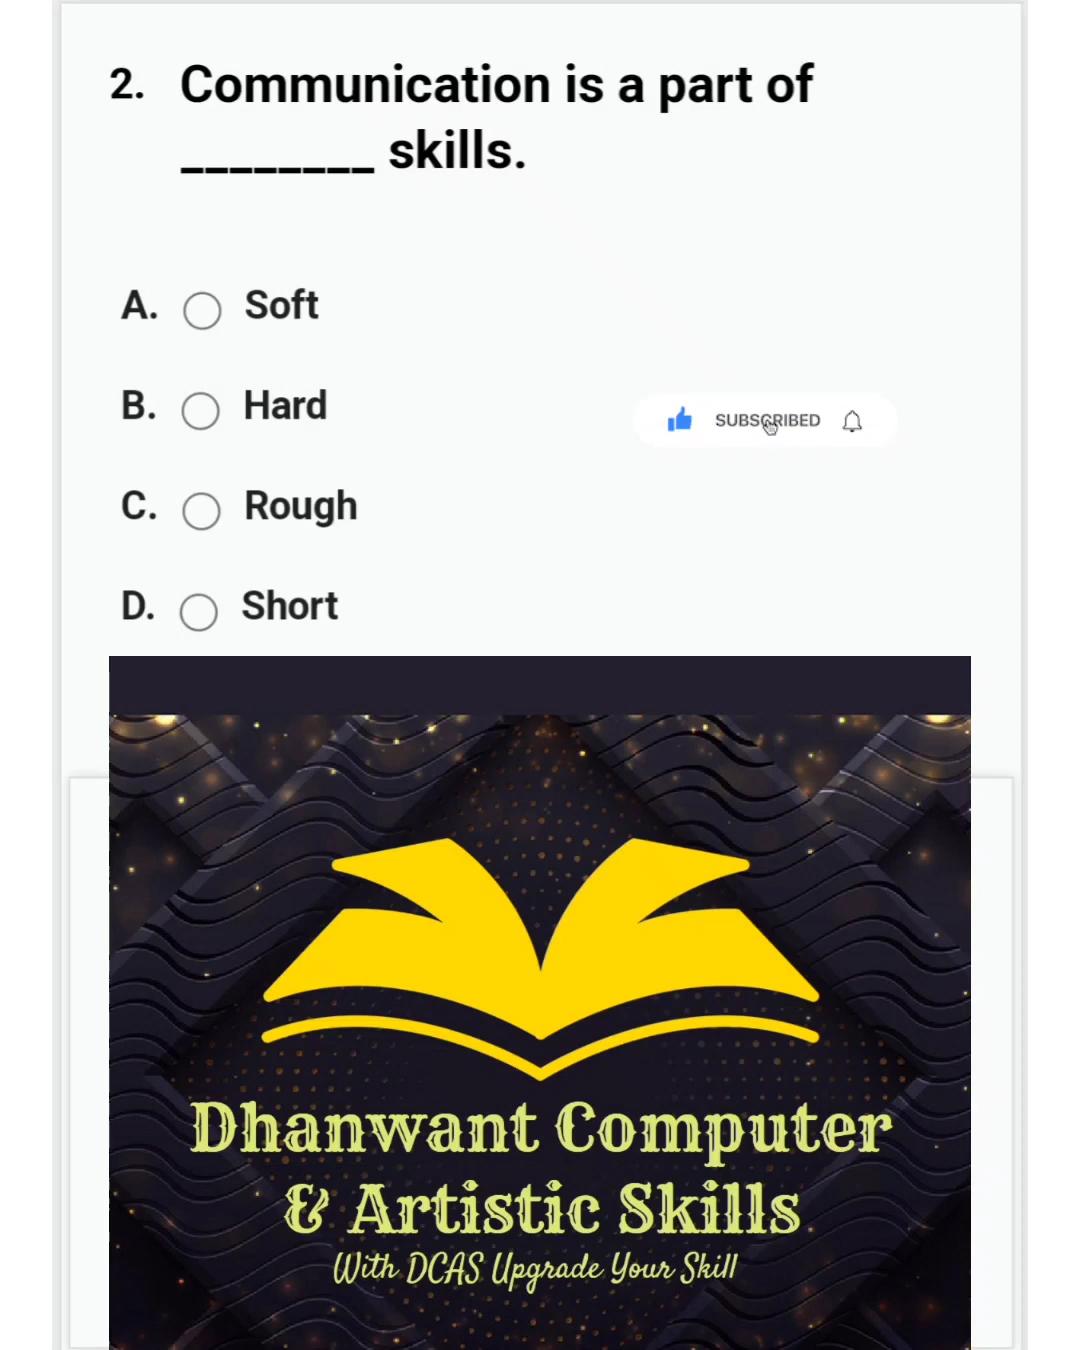 2. Communication is a part of
________ skills.
A. Soft
B. Hard
SUBSCRIBED
C. Rough
D. Short
Dhanwant Computer
& Artistic Skills
With DCAS Upgrade Your Skill